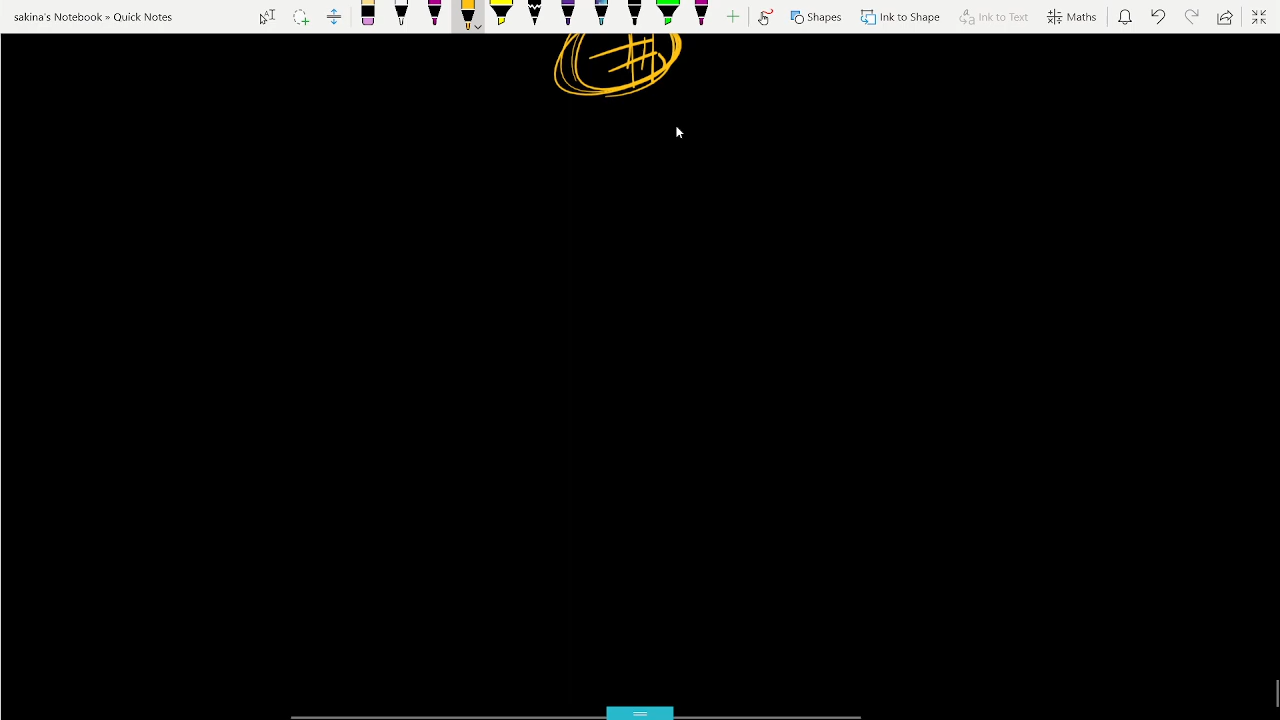 sakina's Notebook » Quick Notes
Shapes
Ink to Shape
Ink to Text
Maths